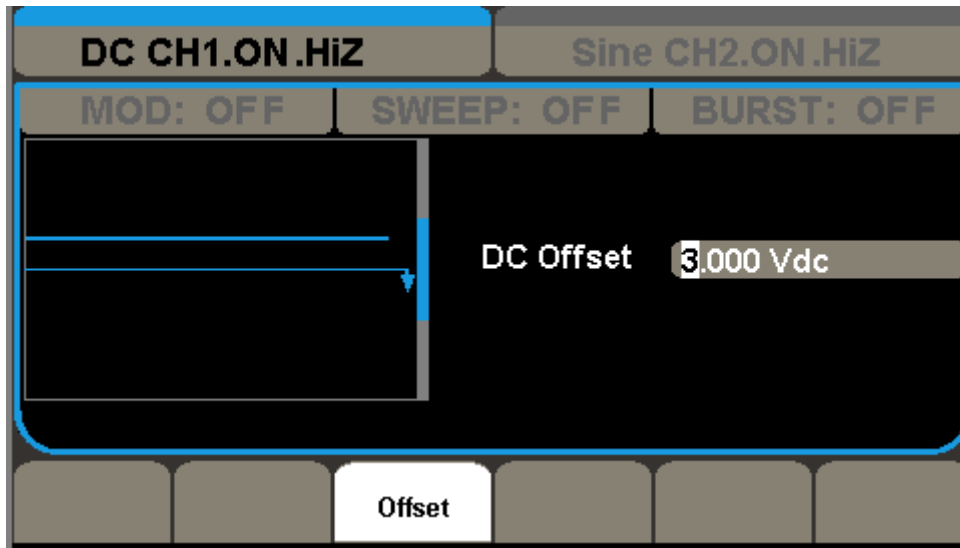 DC CH1.ON.HiZ Sine CH2.ON.HiZ
MOD: OFF SWEEP: OFF BURST: OFF
DC Offset 3.000 Vdc
Offset